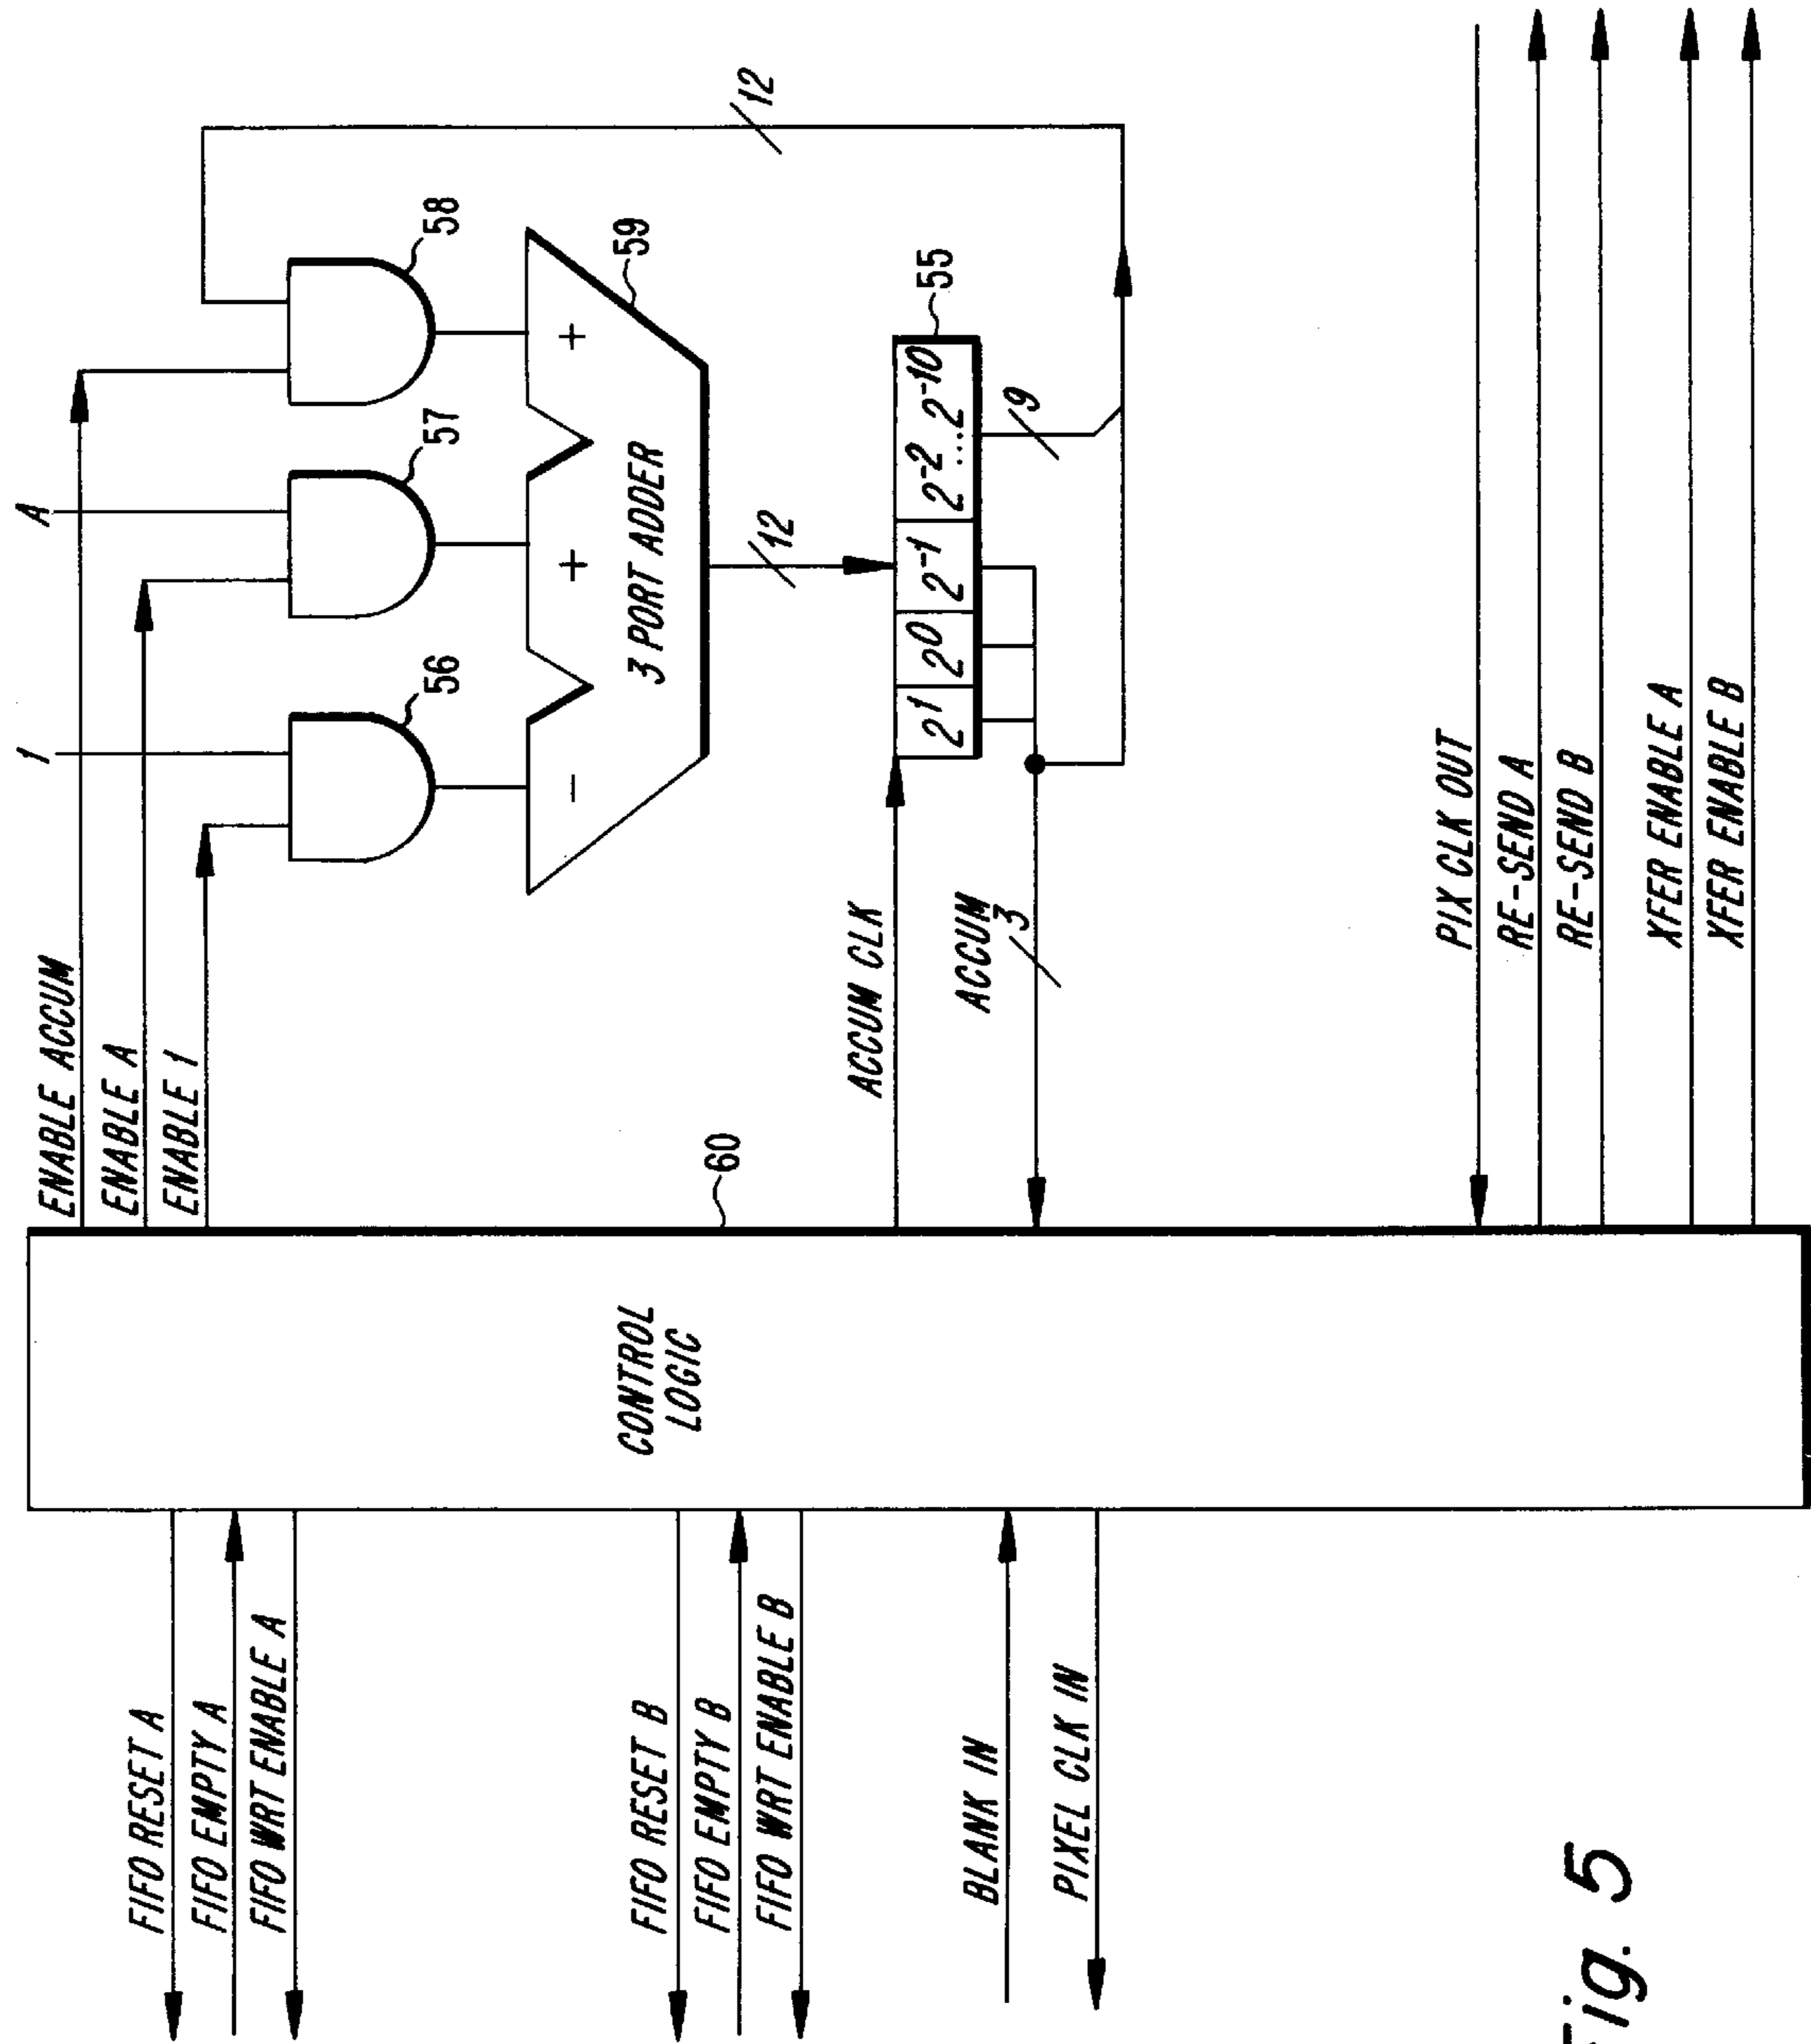 FIFO RESET A
FIFO EMPTY A
FIFO WRT ENABLE A
FIFO RESET B
FIFO EMPTY B
FIFO WRT ENABLE B
BLANK IN
PIXEL CLK IN
CONTROL
LOGIC
60
ENABLE ACCUM
ENABLE A
ENABLE 1
1
A
56
57
58
- + +
3 PORT ADDER
59
12
12
ACCUM CLK
2^1 2^0 2^-1 2^-2...2^-10
55
ACCUM
3
9
PIX CLK OUT
RE-SEND A
RE-SEND B
XFER ENABLE A
XFER ENABLE B
Fig. 5